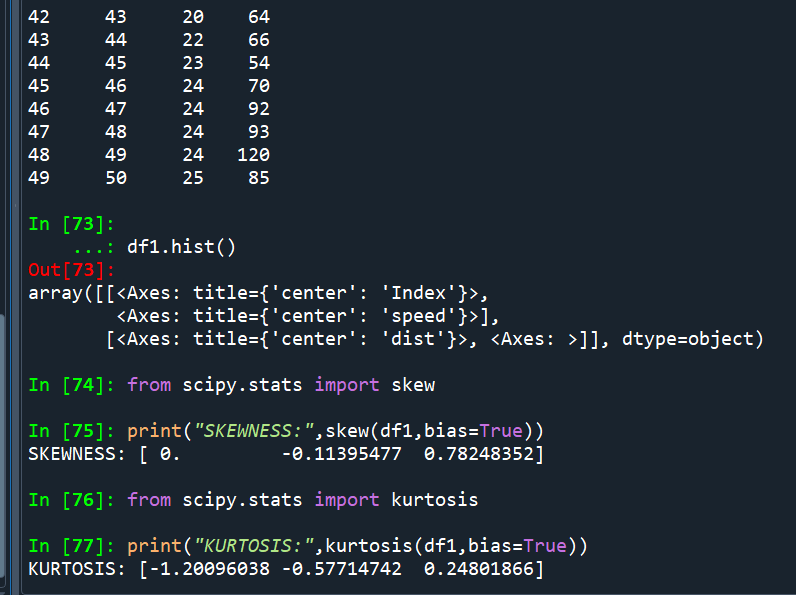 42 43 20 64
43 44 22 66
44 45 23 54
45 46 24 70
46 47 24 92
47 48 24 93
48 49 24 120
49 50 25 85
In [73]:
...: df1.hist()
Out[73]:
array([[<Axes: title={'center': 'Index'}>,
<Axes: title={'center': 'speed'}>],
[<Axes: title={'center': 'dist'}>, <Axes: >]], dtype=object)
In [74]: from scipy.stats import skew
In [75]: print("SKEWNESS:",skew(df1,bias=True))
SKEWNESS: [ 0. -0.11395477 0.78248352]
In [76]: from scipy.stats import kurtosis
In [77]: print("KURTOSIS:",kurtosis(df1,bias=True))
KURTOSIS: [-1.20096038 -0.57714742 0.24801866]